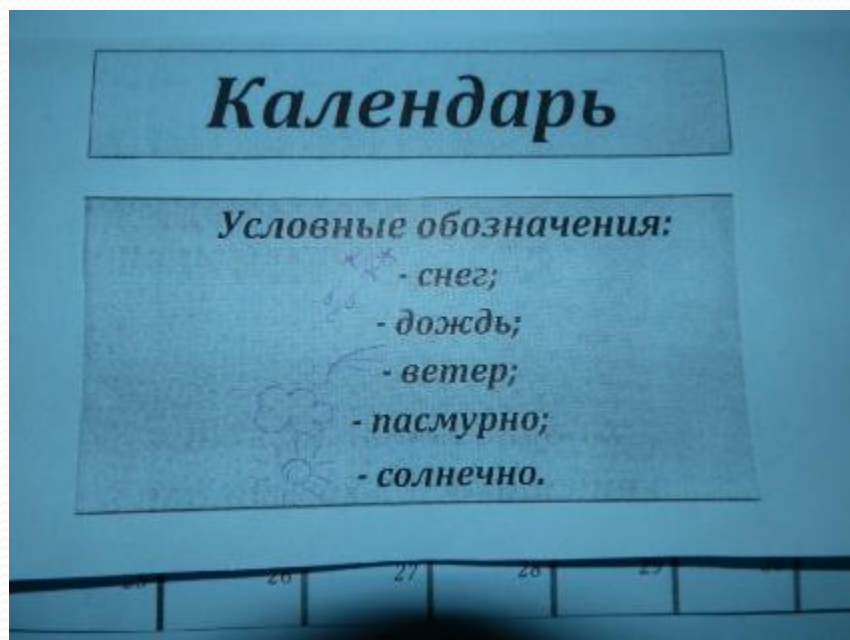 Календарь
Условные обозначения:
- снег;
- дождь;
- ветер;
- пасмурно;
- солнечно.
26 27 28 29